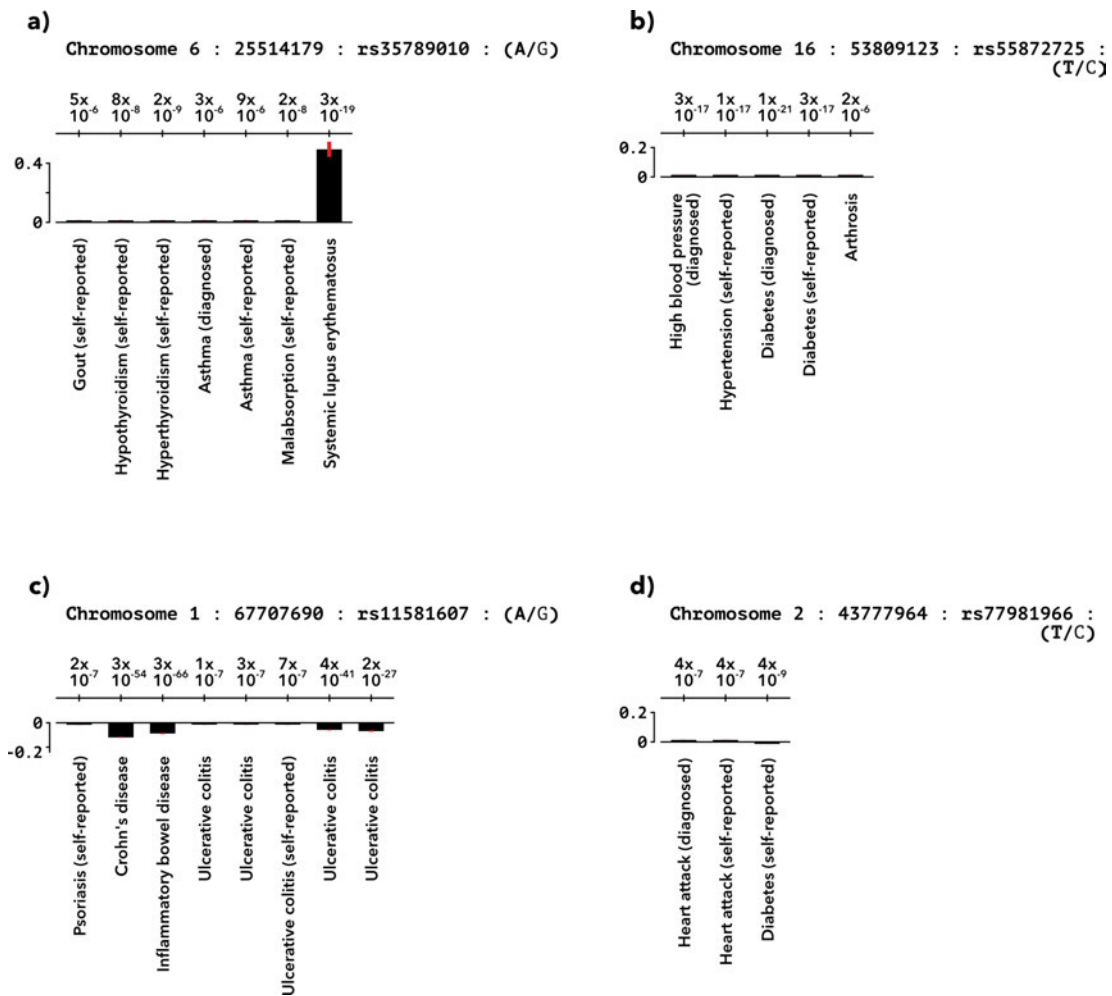 a)
Chromosome 6 : 25514179 : rs35789010 : (A/G)
5x 8x 2x 3x 9x 2x 3x
10-6 10-8 10-9 10-6 10-6 10-8 10-19
0.4
0
Gout (self-reported)
Hypothyroidism (self-reported)
Hyperthyroidism (self-reported)
Asthma (diagnosed)
Asthma (self-reported)
Malabsorption (self-reported)
Systemic lupus erythematosus
b)
Chromosome 16 : 53809123 : rs55872725 :
(T/C)
3x 1x 1x 3x 2x
10-17 10-17 10-21 10-17 10-6
0.2
0
High blood pressure
(diagnosed)
Hypertension (self-reported)
Diabetes (diagnosed)
Diabetes (self-reported)
Arthrosis
c)
Chromosome 1 : 67707690 : rs11581607 : (A/G)
2x 3x 3x 1x 3x 7x 4x 2x
10-7 10-54 10-66 10-7 10-7 10-7 10-41 10-27
0
-0.2
Psoriasis (self-reported)
Crohn's disease
Inflammatory bowel disease
Ulcerative colitis
Ulcerative colitis
Ulcerative colitis (self-reported)
Ulcerative colitis
Ulcerative colitis
d)
Chromosome 2 : 43777964 : rs77981966 :
(T/C)
4x 4x 4x
10-7 10-7 10-9
0.2
0
Heart attack (diagnosed)
Heart attack (self-reported)
Diabetes (self-reported)